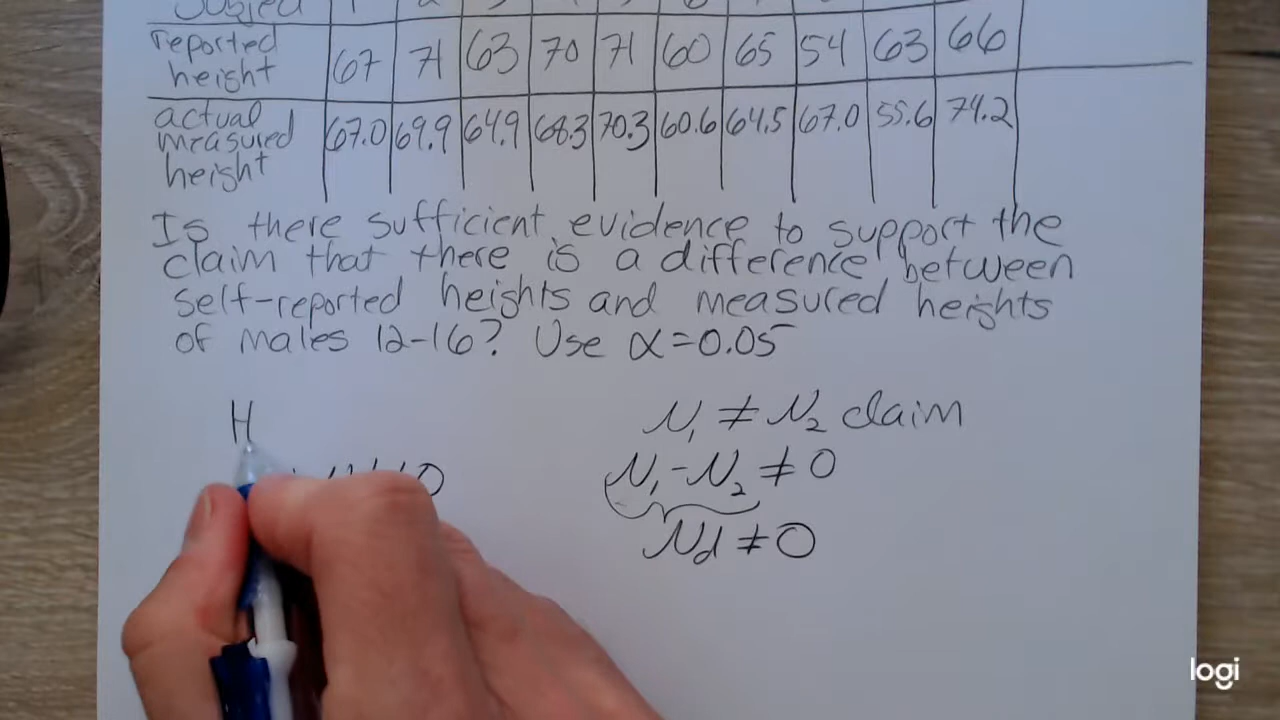 reported height 67 71 63 70 71 60 65 54 63 66
actual measured height 67.0 69.9 64.9 68.3 70.3 60.6 64.5 67.0 55.6 74.2
Is there sufficient evidence to support the
claim that there is a difference between
self-reported heights and measured heights
of males 12-16? Use α=0.05
H
μ₁ ≠ μ₂ claim
μ₁-μ₂ ≠ 0
μd ≠ 0
logi